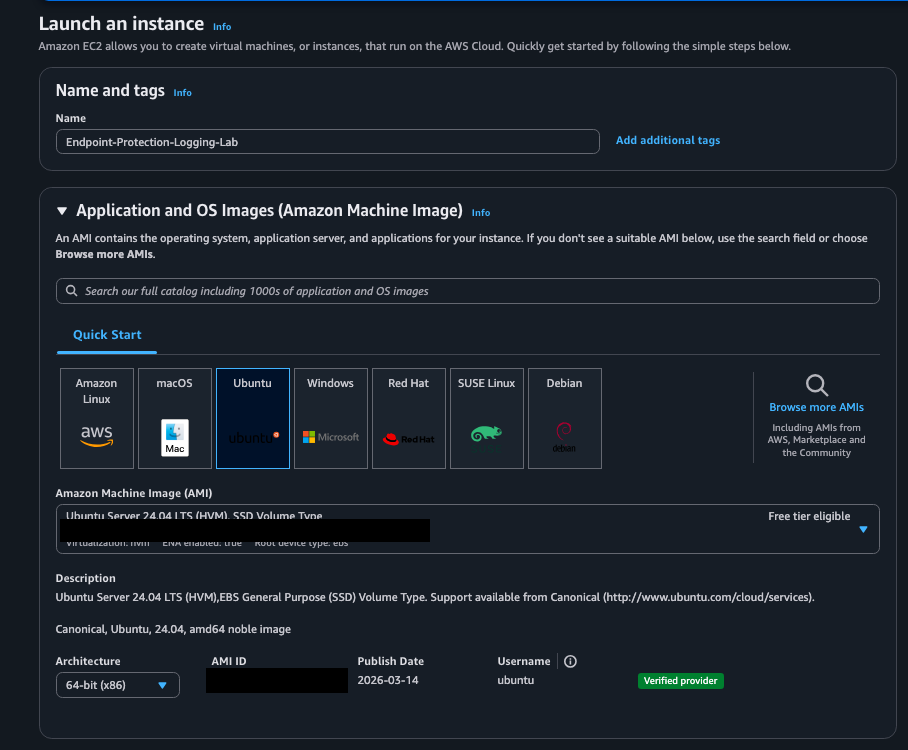 Launch an instance Info
Amazon EC2 allows you to create virtual machines, or instances, that run on the AWS Cloud. Quickly get started by following the simple steps below.
Name and tags Info
Name
Endpoint-Protection-Logging-Lab
Add additional tags
Application and OS Images (Amazon Machine Image) Info
An AMI contains the operating system, application server, and applications for your instance. If you don't see a suitable AMI below, use the search field or choose
Browse more AMIs.
Search our full catalog including 1000s of application and OS images
Quick Start
Amazon
Linux
aws
macOS
Mac
Ubuntu
ubuntu
Windows
Microsoft
Red Hat
Red Hat
SUSE Linux
Debian
debian
Browse more AMIs
Including AMIs from
AWS, Marketplace and
the Community
Amazon Machine Image (AMI)
Ubuntu Server 24.04 LTS (HVM), SSD Volume Type
Free tier eligible
Virtualization: hvm ENA enabled: true Root device type: ebs
Description
Ubuntu Server 24.04 LTS (HVM),EBS General Purpose (SSD) Volume Type. Support available from Canonical (http://www.ubuntu.com/cloud/services).
Canonical, Ubuntu, 24.04, amd64 noble image
Architecture
64-bit (x86)
AMI ID
Publish Date
2026-03-14
Username
ubuntu
Verified provider